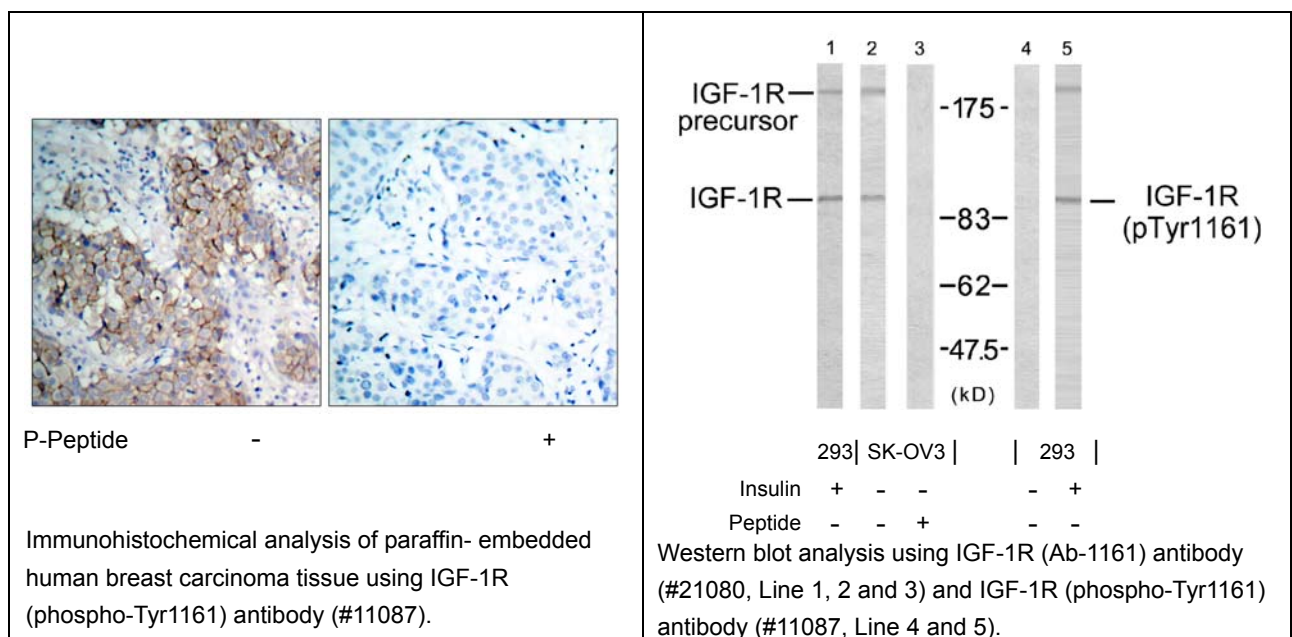 P-Peptide - +
Immunohistochemical analysis of paraffin- embedded
human breast carcinoma tissue using IGF-1R
(phospho-Tyr1161) antibody (#11087).
1 2 3 4 5
IGF-1R
precursor
-175-
IGF-1R
-83-
IGF-1R
(pTyr1161)
-62-
-47.5-
(kD)
293| SK-OV3 | | 293 |
Insulin + - - - +
Peptide - - + - -
Western blot analysis using IGF-1R (Ab-1161) antibody
(#21080, Line 1, 2 and 3) and IGF-1R (phospho-Tyr1161)
antibody (#11087, Line 4 and 5).